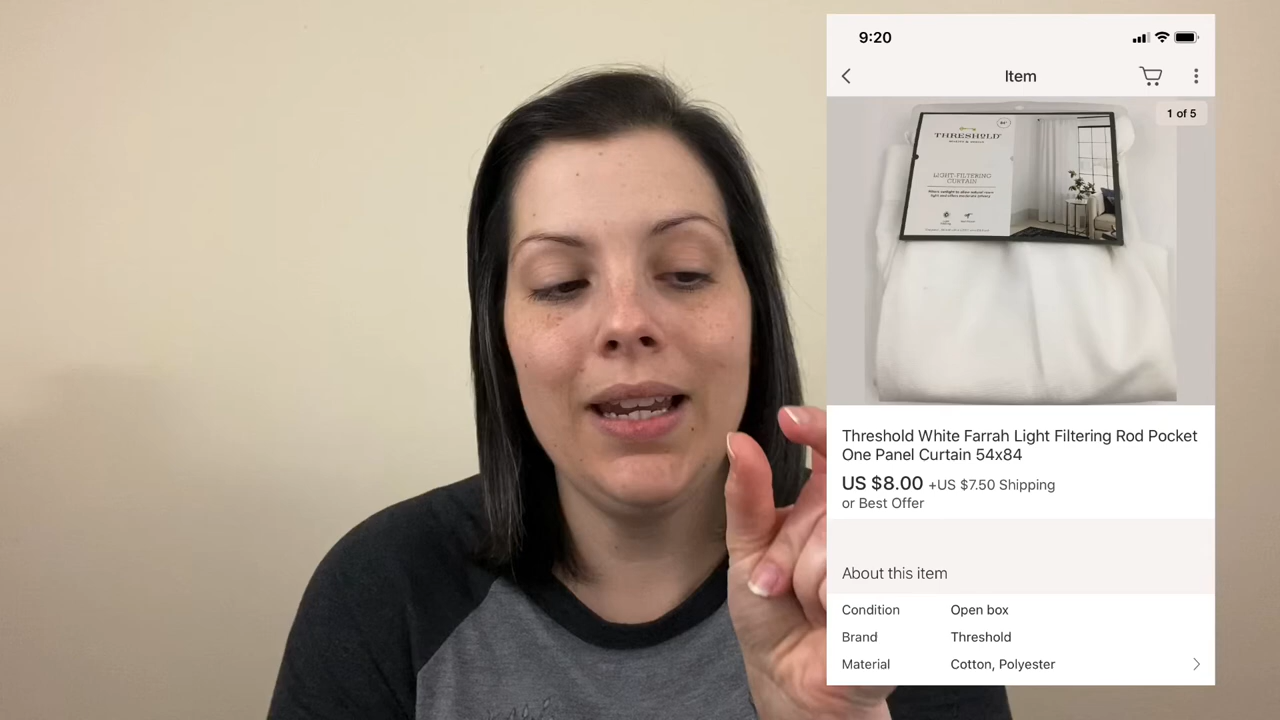 9:20
Item
1 of 5
84"
THRESHOLD
LIGHT-FILTERING
CURTAIN
Threshold White Farrah Light Filtering Rod Pocket
One Panel Curtain 54x84
US $8.00 +US $7.50 Shipping
or Best Offer
About this item
Condition Open box
Brand Threshold
Material Cotton, Polyester